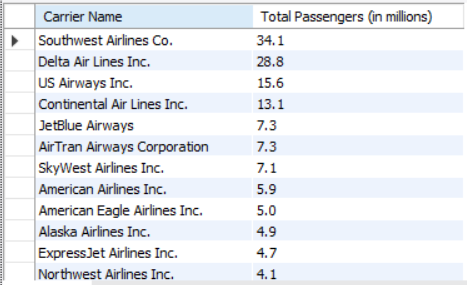 Carrier Name Total Passengers (in millions)
Southwest Airlines Co. 34.1
Delta Air Lines Inc. 28.8
US Airways Inc. 15.6
Continental Air Lines Inc. 13.1
JetBlue Airways 7.3
AirTran Airways Corporation 7.3
SkyWest Airlines Inc. 7.1
American Airlines Inc. 5.9
American Eagle Airlines Inc. 5.0
Alaska Airlines Inc. 4.9
ExpressJet Airlines Inc. 4.7
Northwest Airlines Inc. 4.1